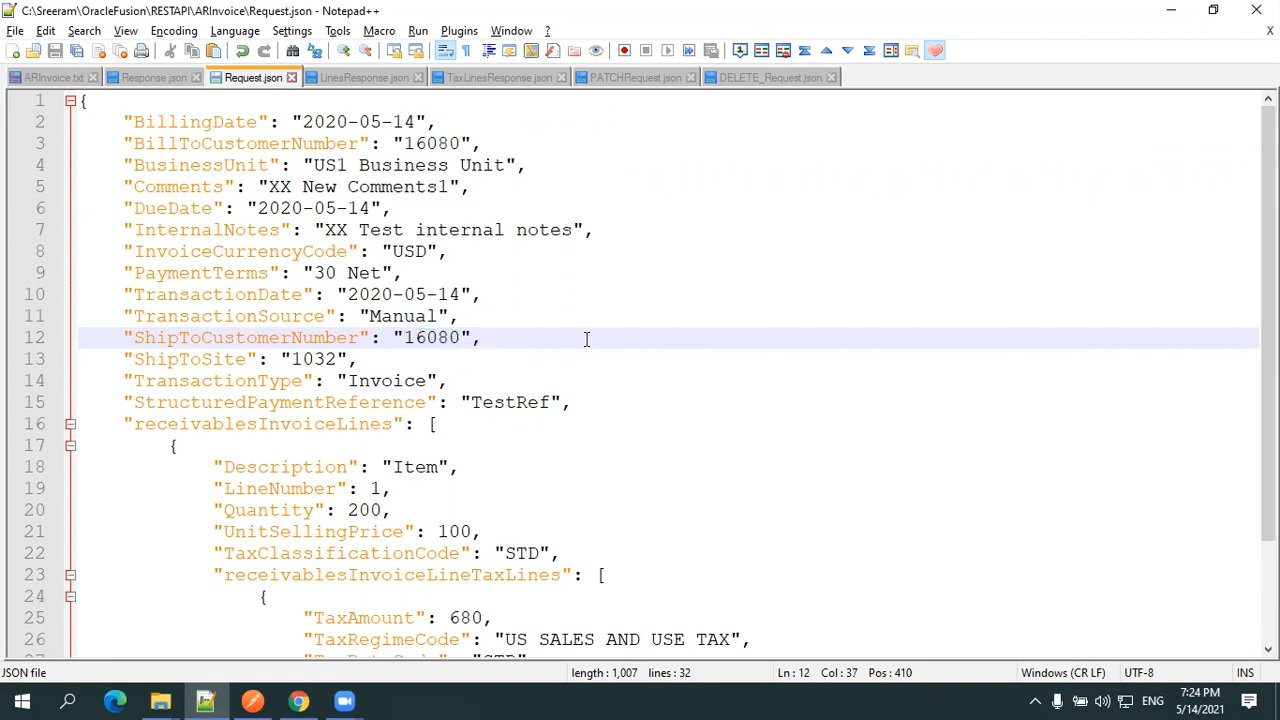 C:\Sreeram\OracleFusion\RESTAPI\ARInvoice\Request.json - Notepad++
File Edit Search View Encoding Language Settings Tools Macro Run Plugins Window ? X
ARInvoice.txt Response.json Request.json LinesResponse.json TaxLinesResponse.json PATCHRequest.json DELETE_Request.json
1 {
2 "BillingDate": "2020-05-14",
3 "BillToCustomerNumber": "16080",
4 "BusinessUnit": "US1 Business Unit",
5 "Comments": "XX New Comments1",
6 "DueDate": "2020-05-14",
7 "InternalNotes": "XX Test internal notes",
8 "InvoiceCurrencyCode": "USD",
9 "PaymentTerms": "30 Net",
10 "TransactionDate": "2020-05-14",
11 "TransactionSource": "Manual",
12 "ShipToCustomerNumber": "16080",
13 "ShipToSite": "1032",
14 "TransactionType": "Invoice",
15 "StructuredPaymentReference": "TestRef",
16 "receivablesInvoiceLines": [
17 {
18 "Description": "Item",
19 "LineNumber": 1,
20 "Quantity": 200,
21 "UnitSellingPrice": 100,
22 "TaxClassificationCode": "STD",
23 "receivablesInvoiceLineTaxLines": [
24 {
25 "TaxAmount": 680,
26 "TaxRegimeCode": "US SALES AND USE TAX",
JSON file length : 1,007 lines : 32 Ln : 12 Col : 37 Pos : 410 Windows (CR LF) UTF-8 INS
ENG 7:24 PM
5/14/2021